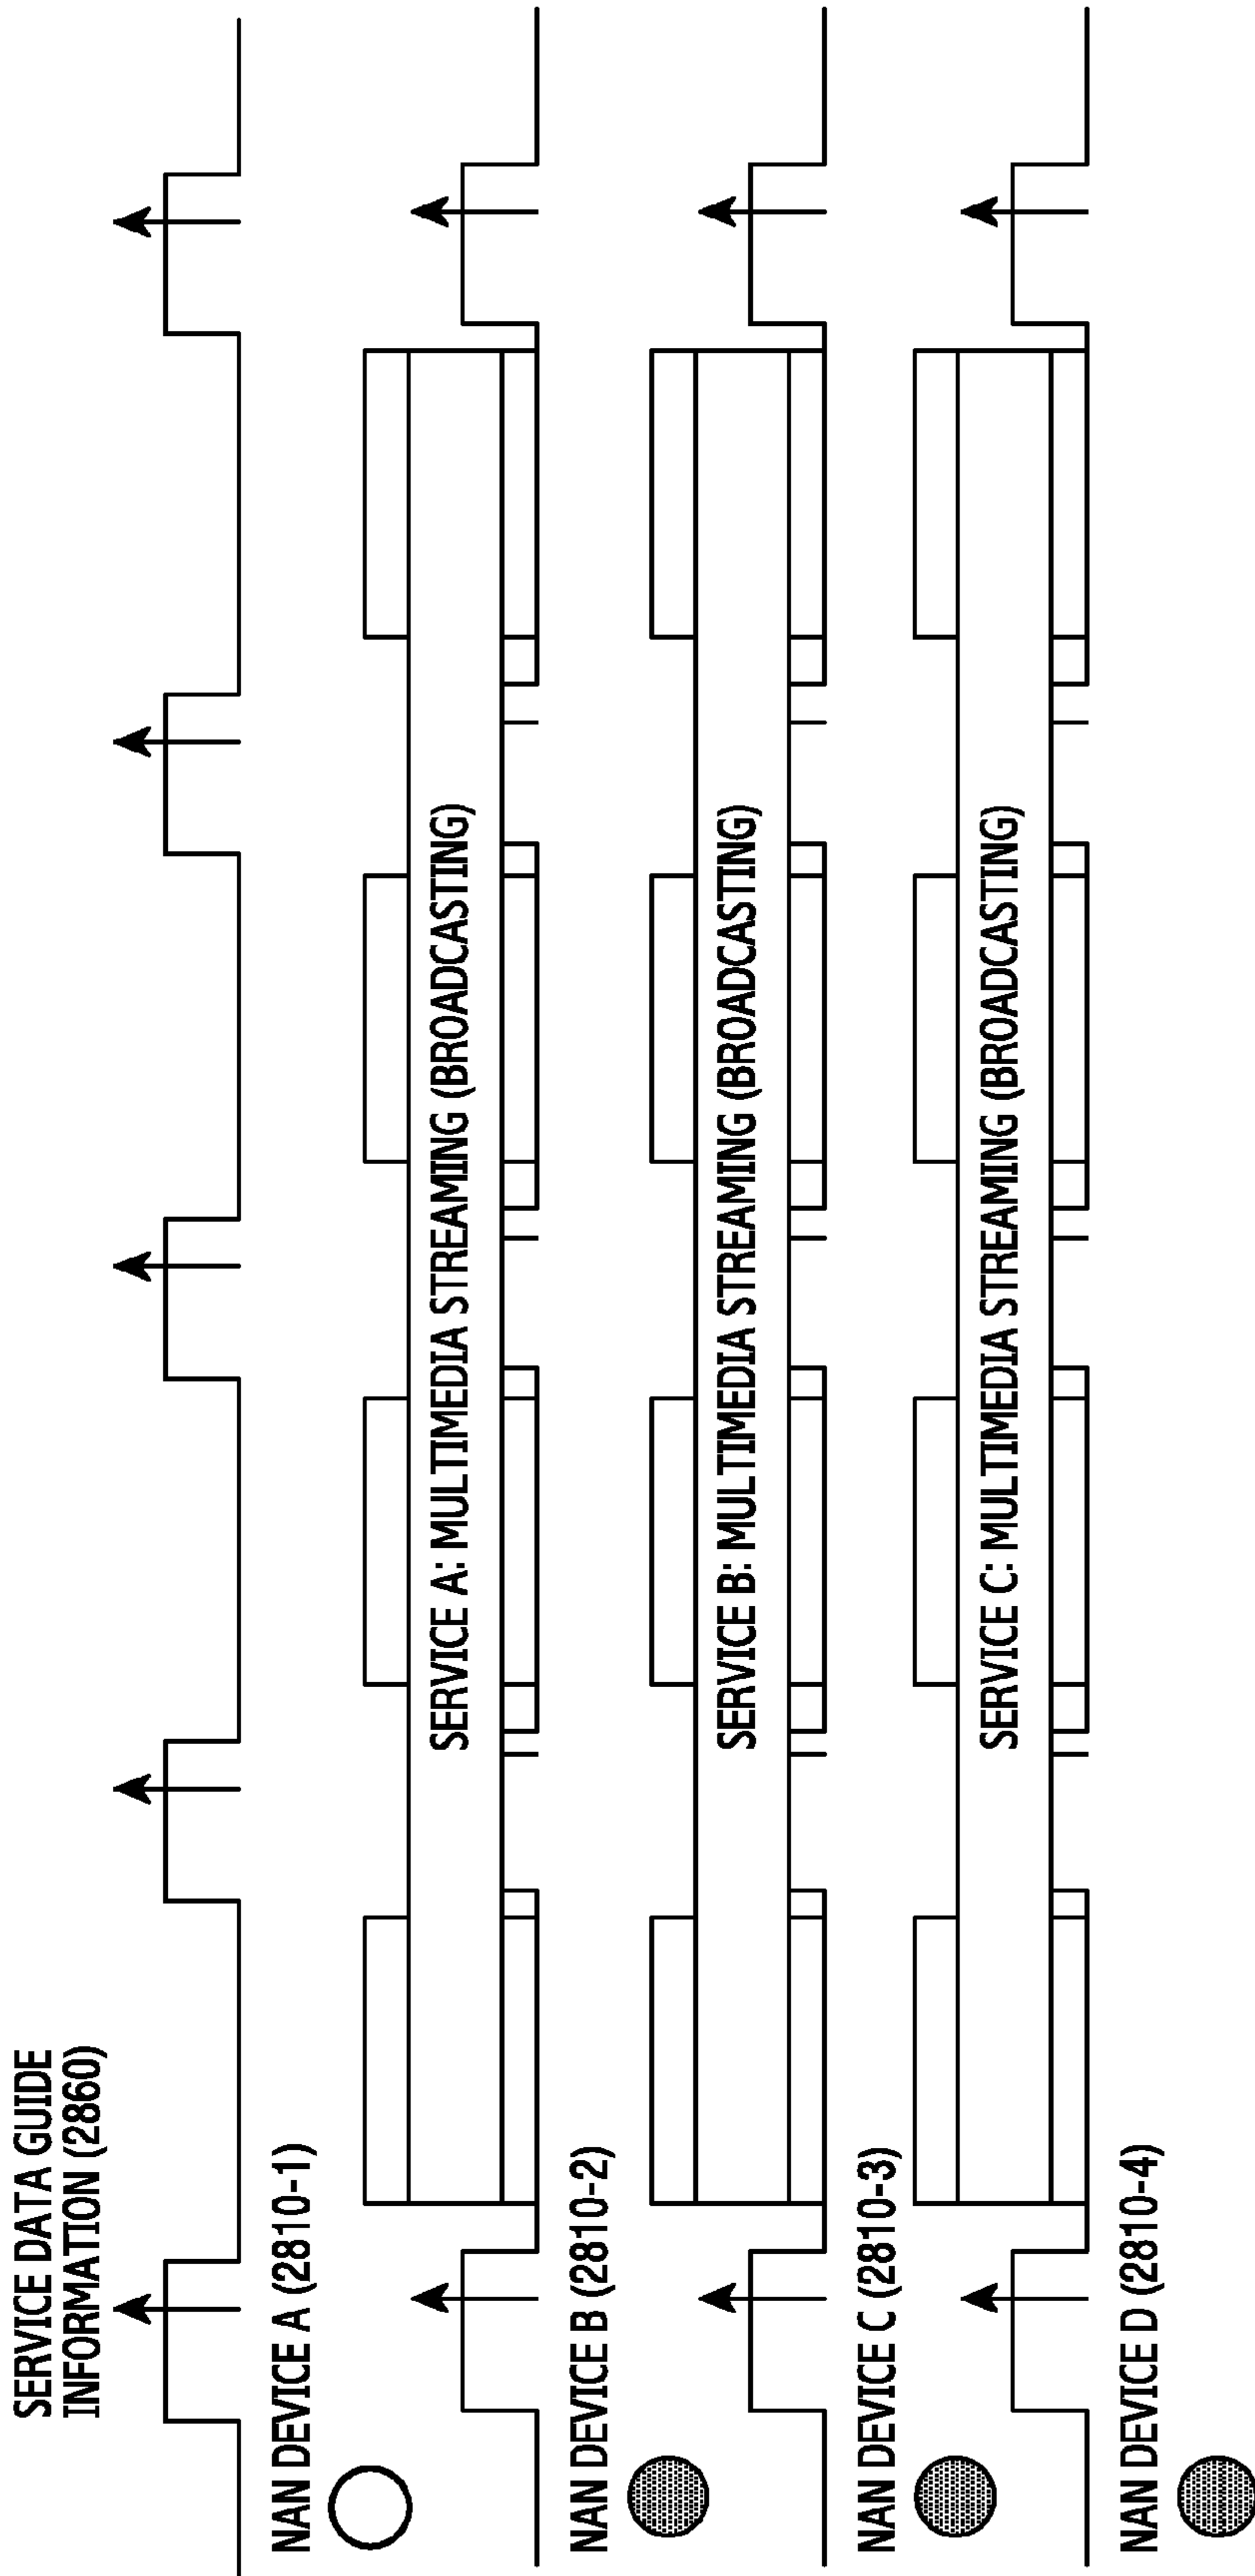 SERVICE DATA GUIDE
INFORMATION (2860)
NAN DEVICE A (2810-1)
SERVICE A: MULTIMEDIA STREAMING (BROADCASTING)
NAN DEVICE B (2810-2)
SERVICE B: MULTIMEDIA STREAMING (BROADCASTING)
NAN DEVICE C (2810-3)
SERVICE C: MULTIMEDIA STREAMING (BROADCASTING)
NAN DEVICE D (2810-4)